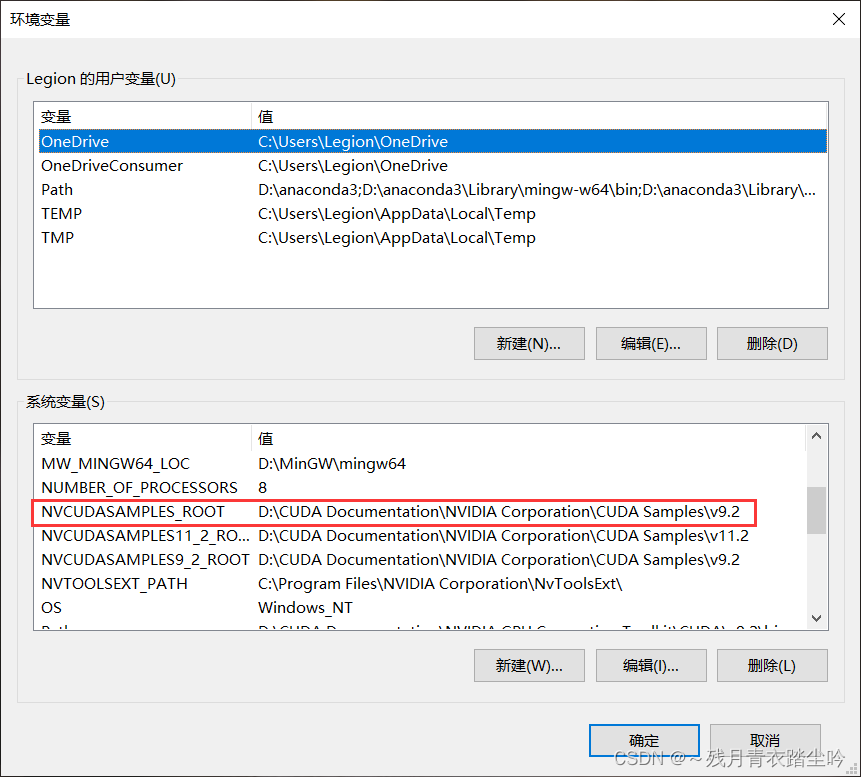 环境变量
Legion 的用户变量(U)
变量 值
OneDrive C:\Users\Legion\OneDrive
OneDriveConsumer C:\Users\Legion\OneDrive
Path D:\anaconda3;D:\anaconda3\Library\mingw-w64\bin;D:\anaconda3\Library\...
TEMP C:\Users\Legion\AppData\Local\Temp
TMP C:\Users\Legion\AppData\Local\Temp
新建(N)... 编辑(E)... 删除(D)
系统变量(S)
变量 值
MW_MINGW64_LOC D:\MinGW\mingw64
NUMBER_OF_PROCESSORS 8
NVCUDASAMPLES_ROOT D:\CUDA Documentation\NVIDIA Corporation\CUDA Samples\v9.2
NVCUDASAMPLES11_2_RO... D:\CUDA Documentation\NVIDIA Corporation\CUDA Samples\v11.2
NVCUDASAMPLES9_2_ROOT D:\CUDA Documentation\NVIDIA Corporation\CUDA Samples\v9.2
NVTOOLSEXT_PATH C:\Program Files\NVIDIA Corporation\NvToolsExt\
OS Windows_NT
新建(W)... 编辑(I)... 删除(L)
确定 取消
CSDN @~残月青衣踏尘吟